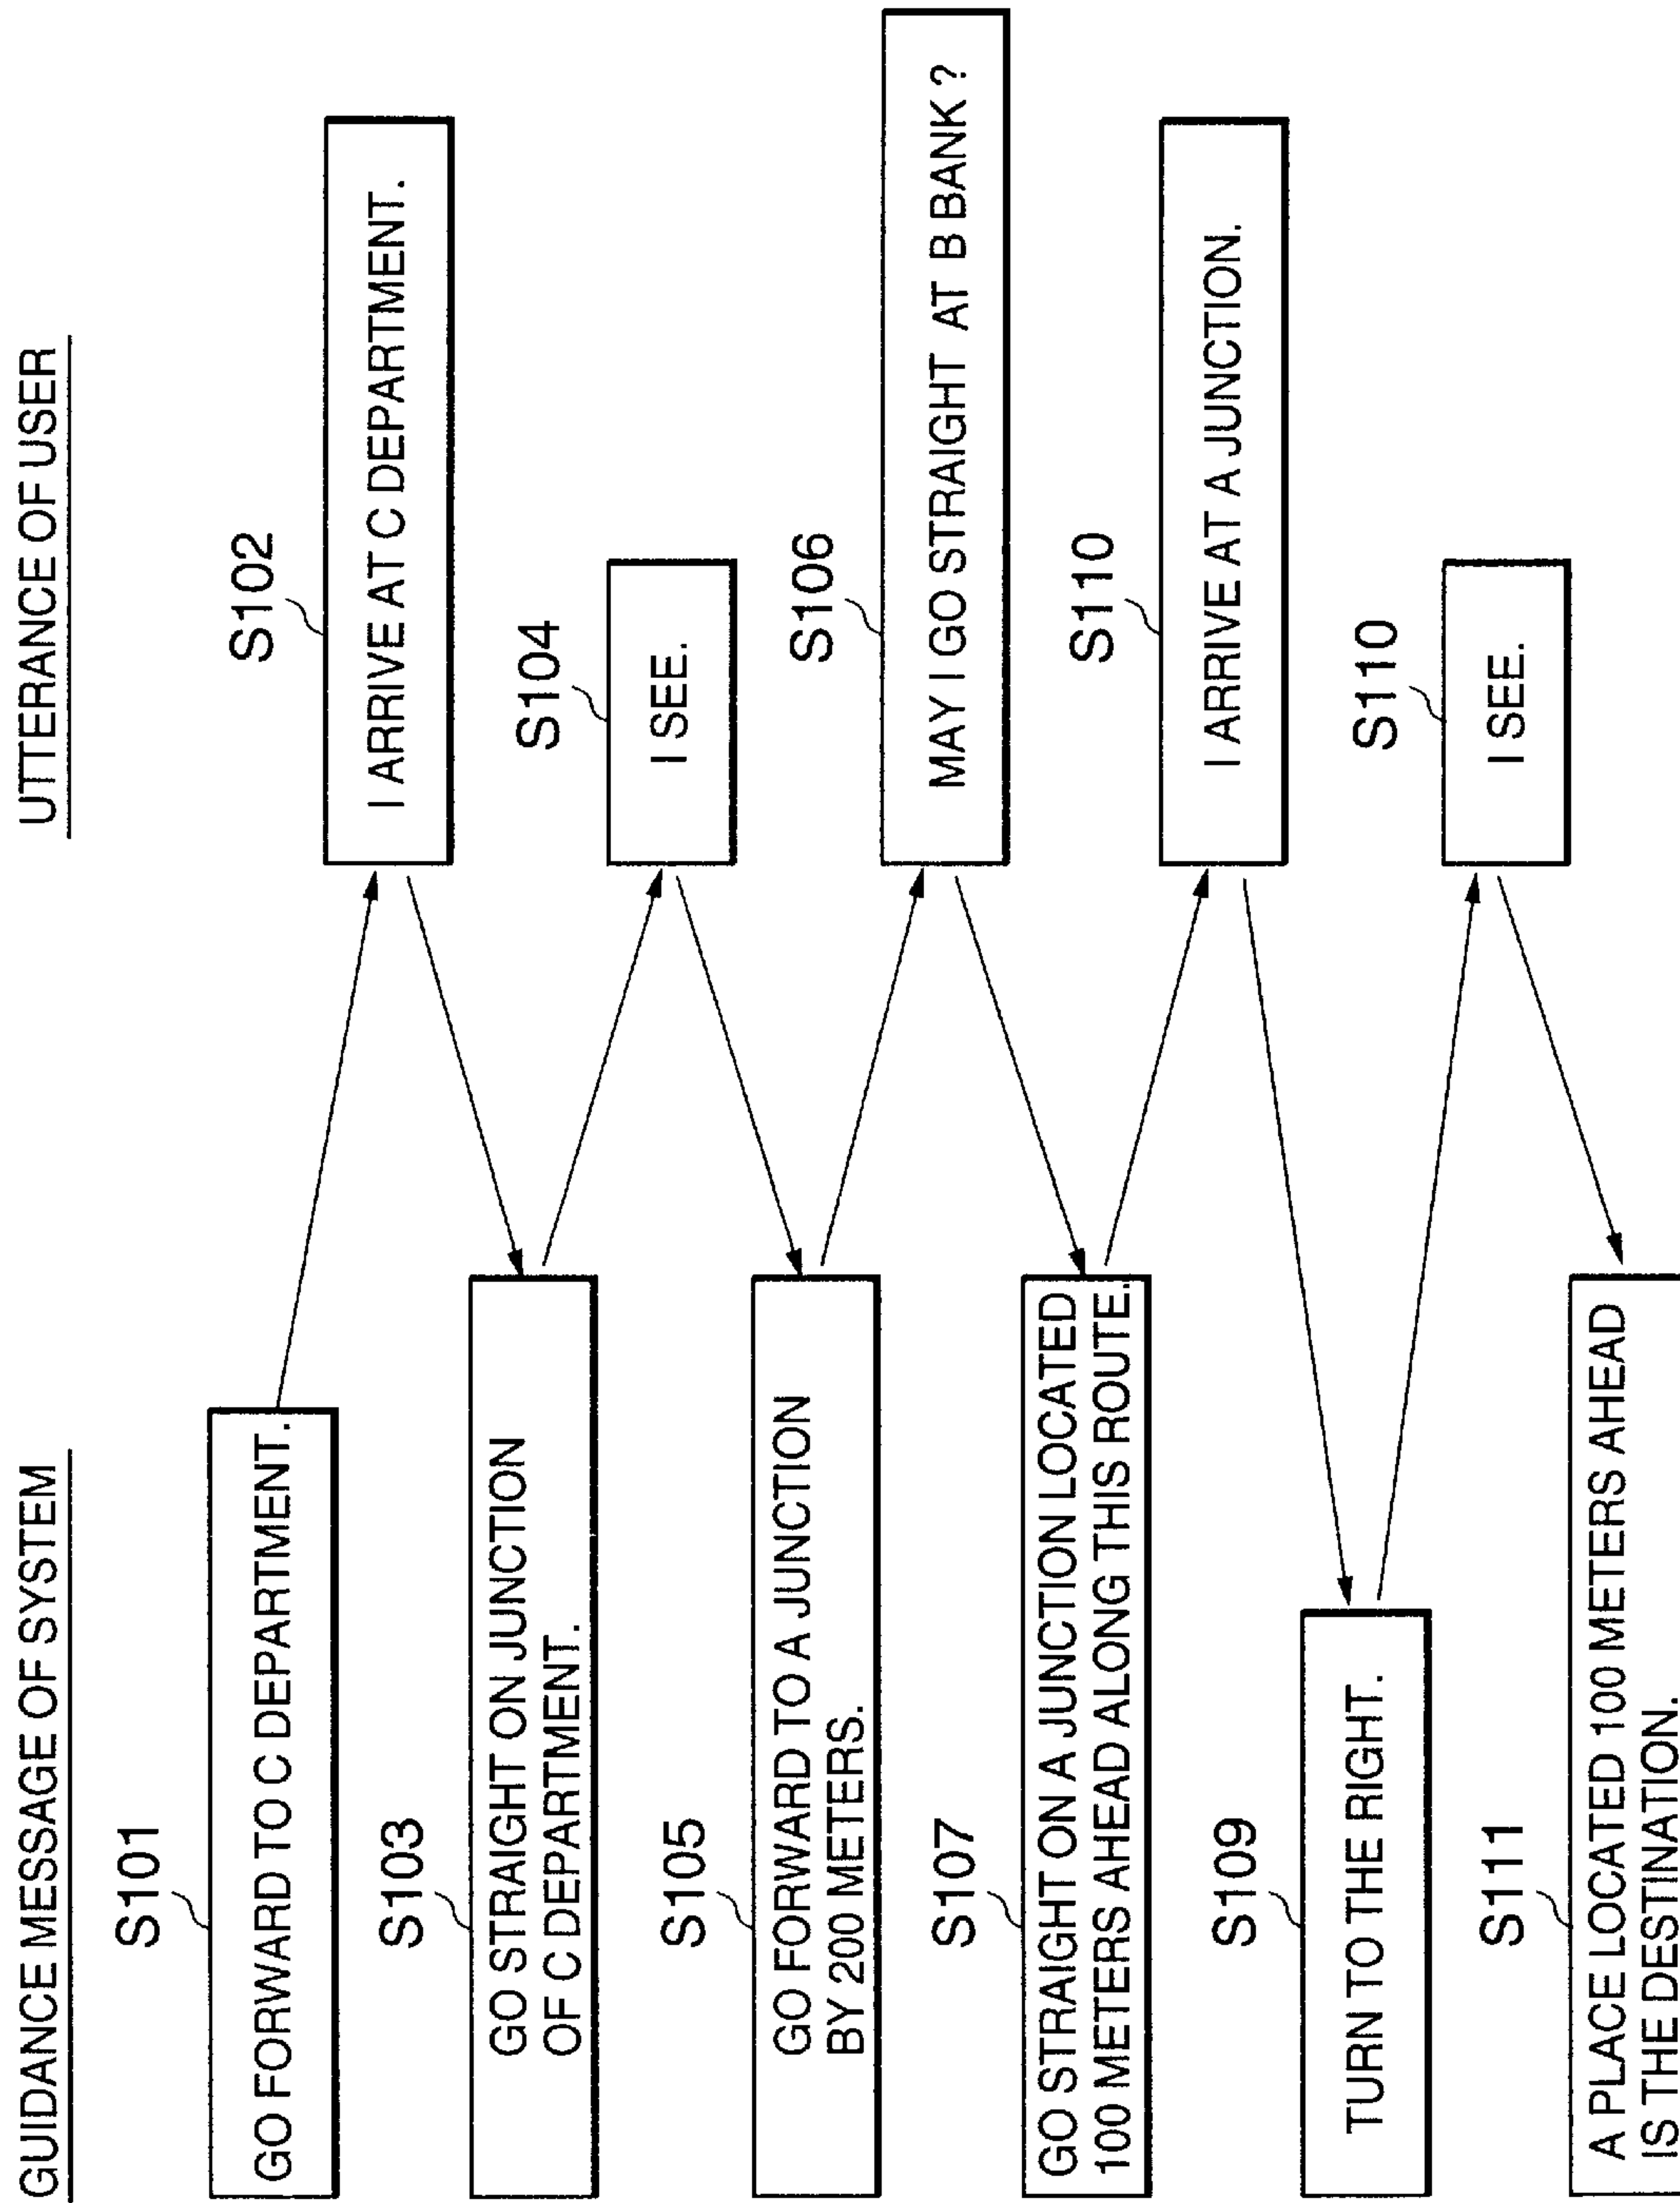 GUIDANCE MESSAGE OF SYSTEM
UTTERANCE OF USER
S101
GO FORWARD TO C DEPARTMENT.
S102
I ARRIVE AT C DEPARTMENT.
S103
GO STRAIGHT ON JUNCTION
OF C DEPARTMENT.
S104
I SEE.
S105
GO FORWARD TO A JUNCTION
BY 200 METERS.
S106
MAY I GO STRAIGHT AT B BANK ?
S107
GO STRAIGHT ON A JUNCTION LOCATED
100 METERS AHEAD ALONG THIS ROUTE.
S110
I ARRIVE AT A JUNCTION.
S109
TURN TO THE RIGHT.
S110
I SEE.
S111
A PLACE LOCATED 100 METERS AHEAD
IS THE DESTINATION.